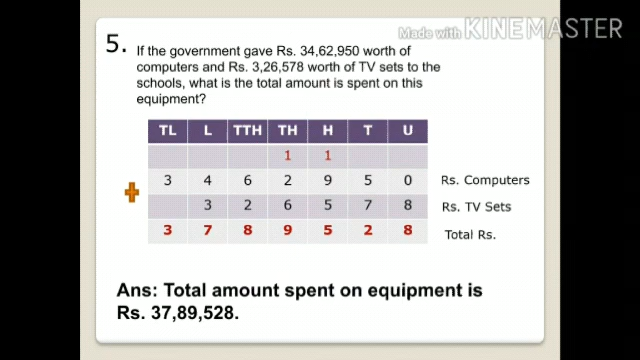 Made with KINEMASTER
5. If the government gave Rs. 34,62,950 worth of
computers and Rs. 3,26,578 worth of TV sets to the
schools, what is the total amount is spent on this
equipment?
TL L TTH TH H T U
1 1
3 4 6 2 9 5 0 Rs. Computers
+ 3 2 6 5 7 8 Rs. TV Sets
3 7 8 9 5 2 8 Total Rs.
Ans: Total amount spent on equipment is
Rs. 37,89,528.